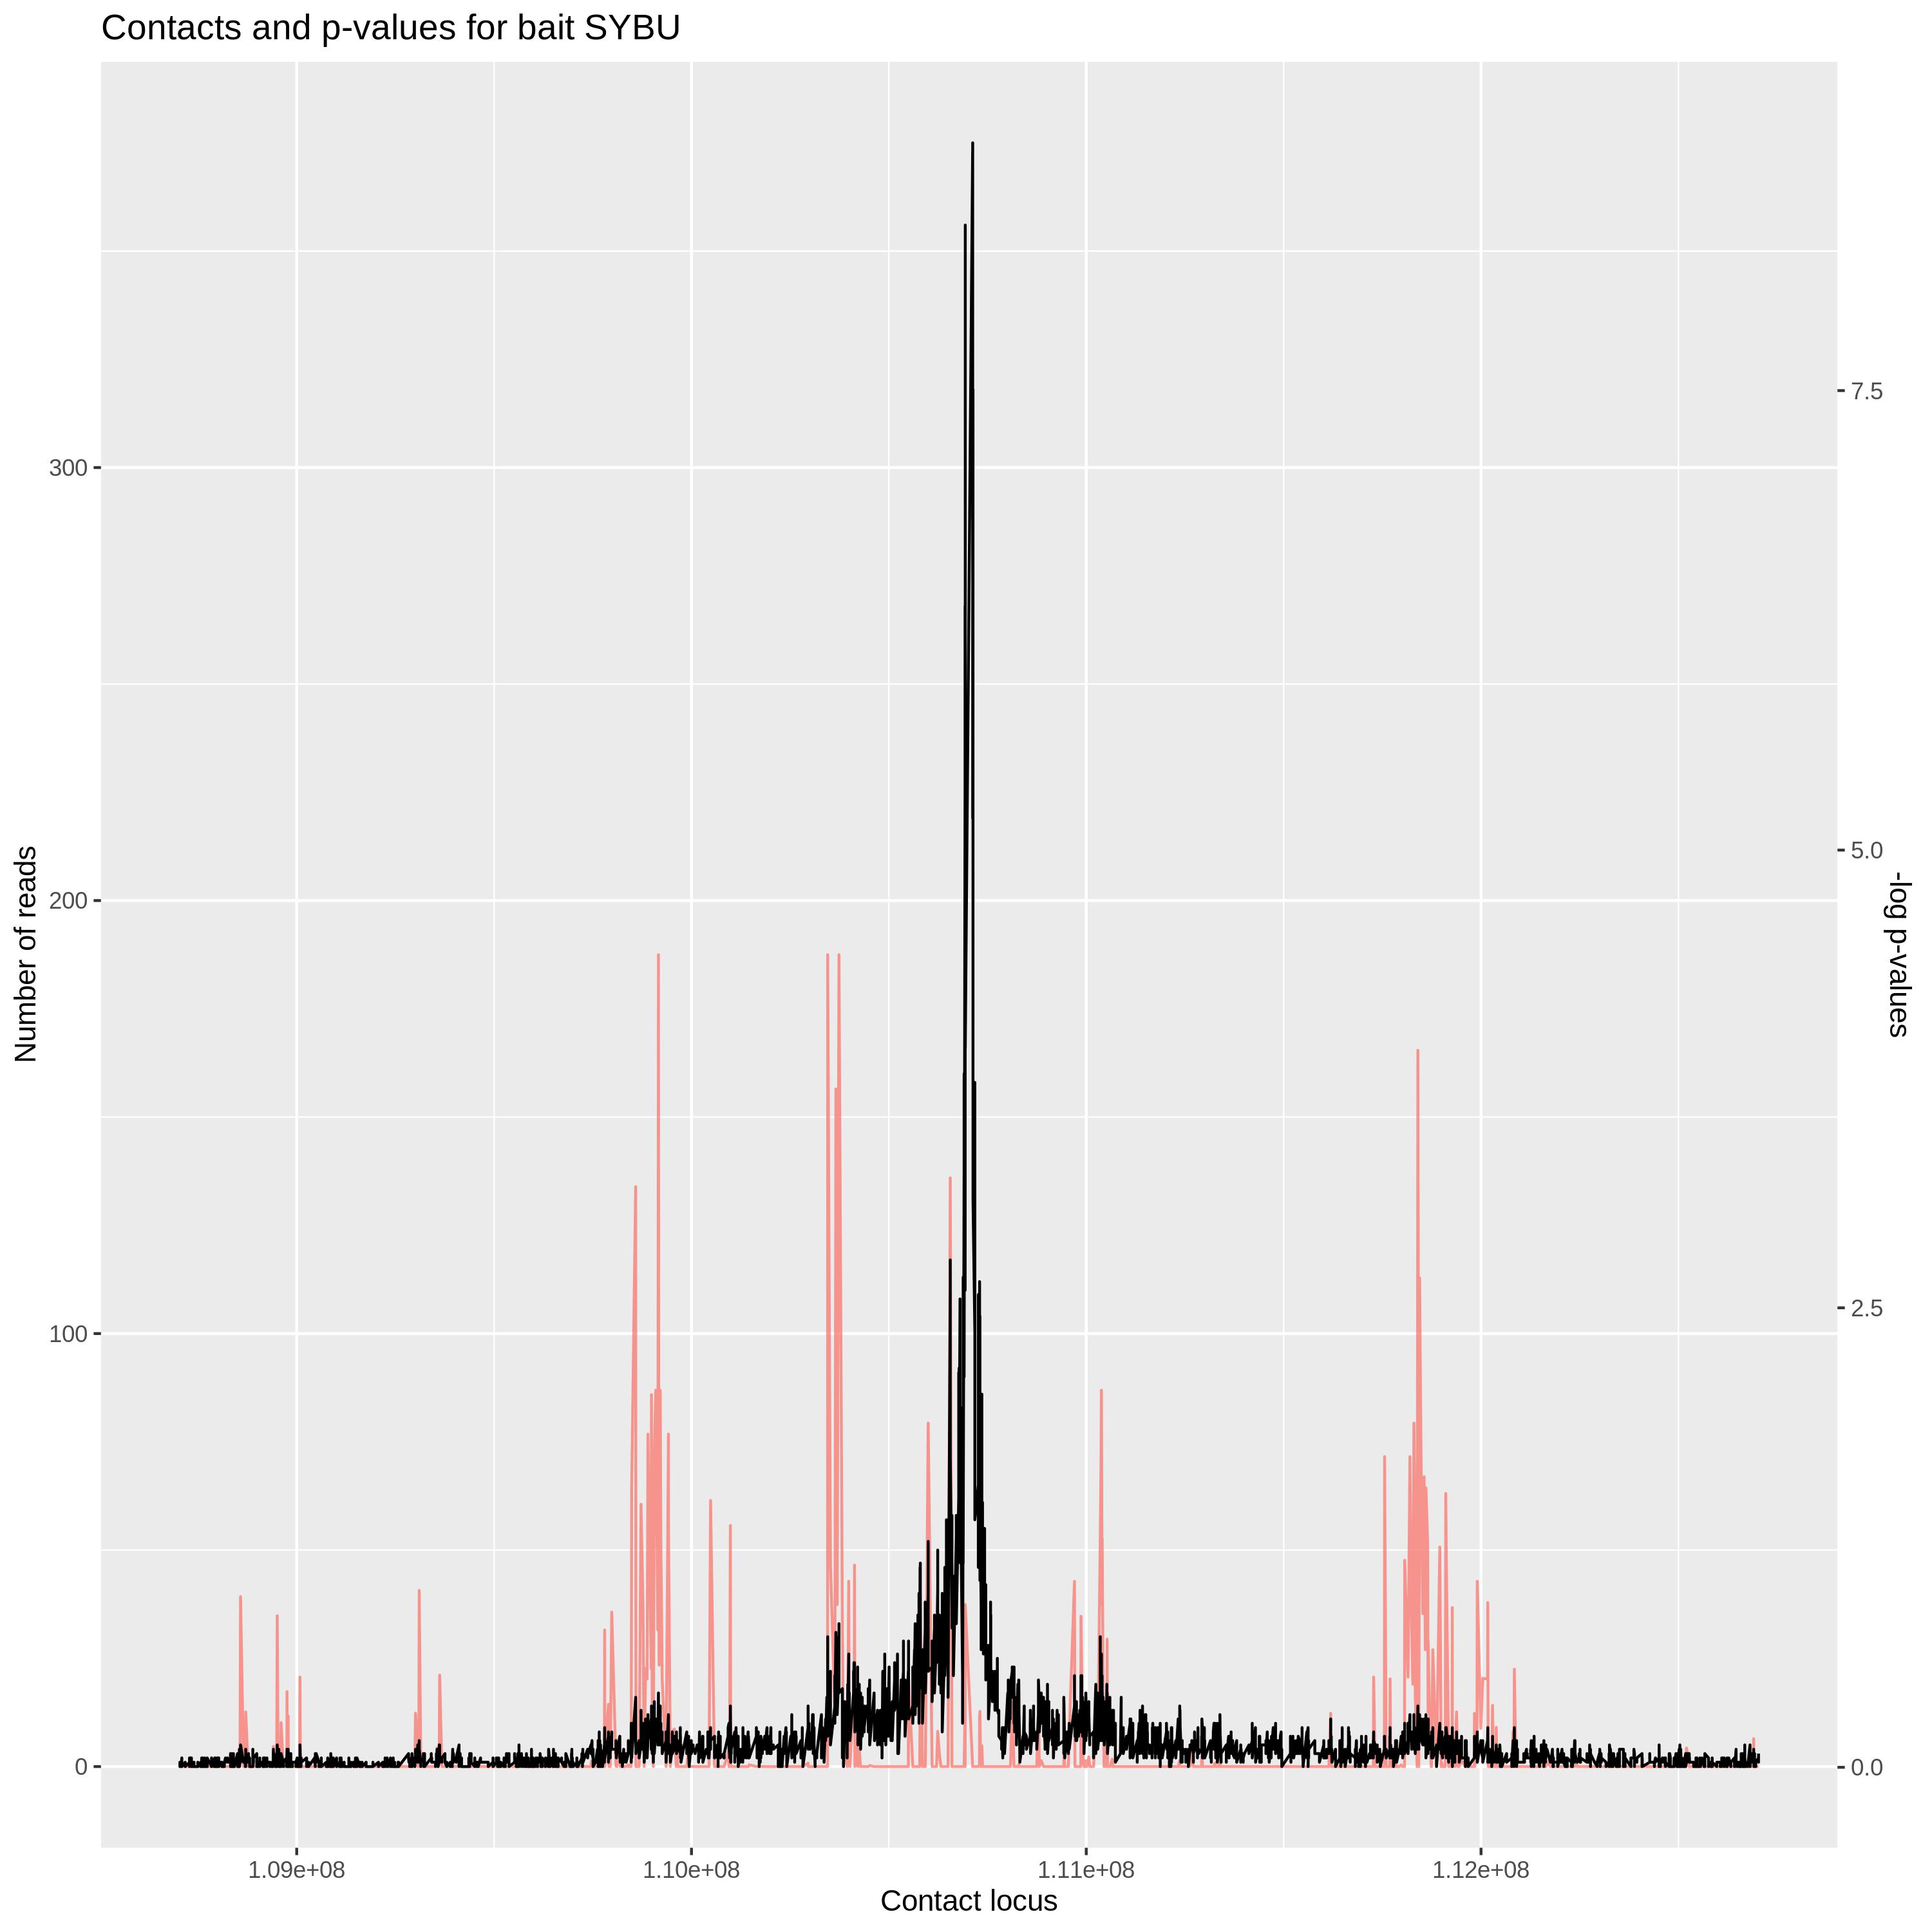 Contacts and p-values for bait SYBU
300
200
100
0
Number of reads
7.5
5.0
2.5
0.0
-log p-values
1.09e+08
1.10e+08
1.11e+08
1.12e+08
Contact locus